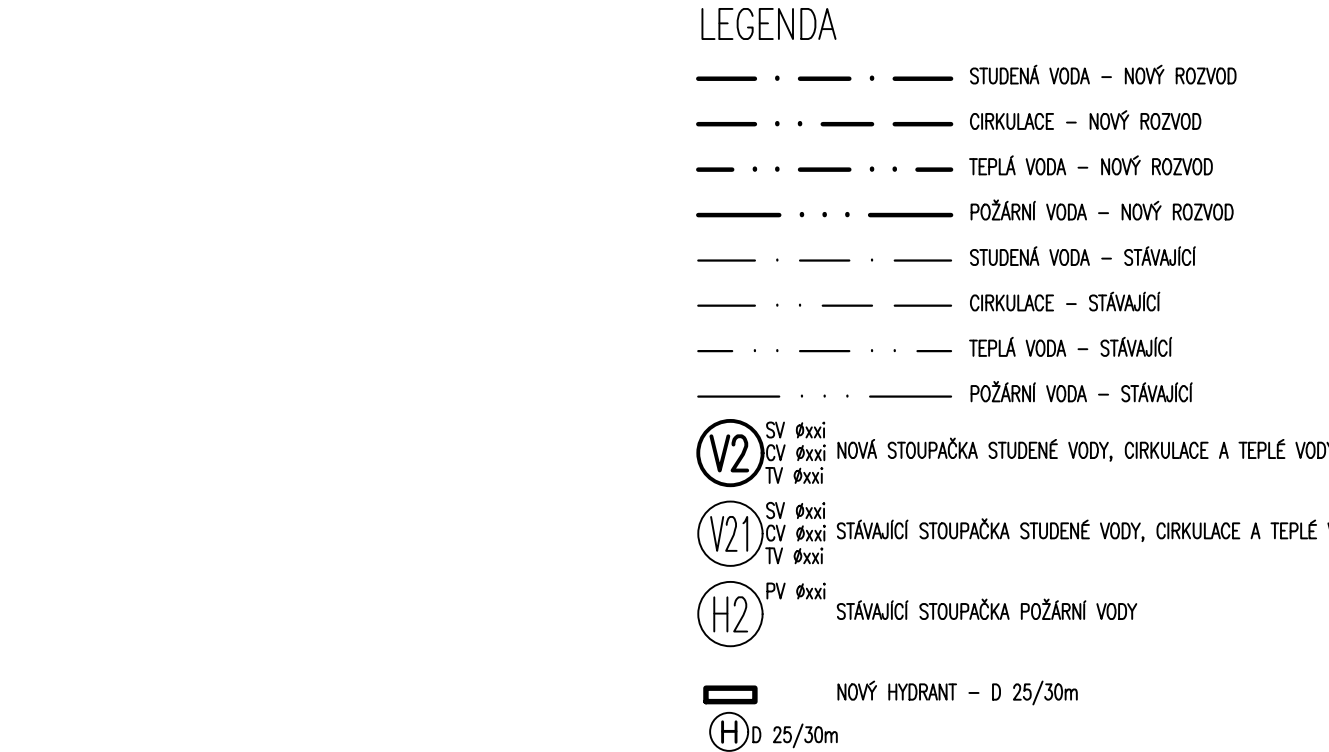 LEGENDA
STUDENÁ VODA – NOVÝ ROZVOD
CIRKULACE – NOVÝ ROZVOD
TEPLÁ VODA – NOVÝ ROZVOD
POŽÁRNÍ VODA – NOVÝ ROZVOD
STUDENÁ VODA – STÁVAJÍCÍ
CIRKULACE – STÁVAJÍCÍ
TEPLÁ VODA – STÁVAJÍCÍ
POŽÁRNÍ VODA – STÁVAJÍCÍ
V2
SV Øxxi
CV Øxxi
TV Øxxi
NOVÁ STOUPAČKA STUDENÉ VODY, CIRKULACE A TEPLÉ VODY
V21
SV Øxxi
CV Øxxi
TV Øxxi
STÁVAJÍCÍ STOUPAČKA STUDENÉ VODY, CIRKULACE A TEPLÉ
H2
PV Øxxi
STÁVAJÍCÍ STOUPAČKA POŽÁRNÍ VODY
NOVÝ HYDRANT – D 25/30m
H D 25/30m